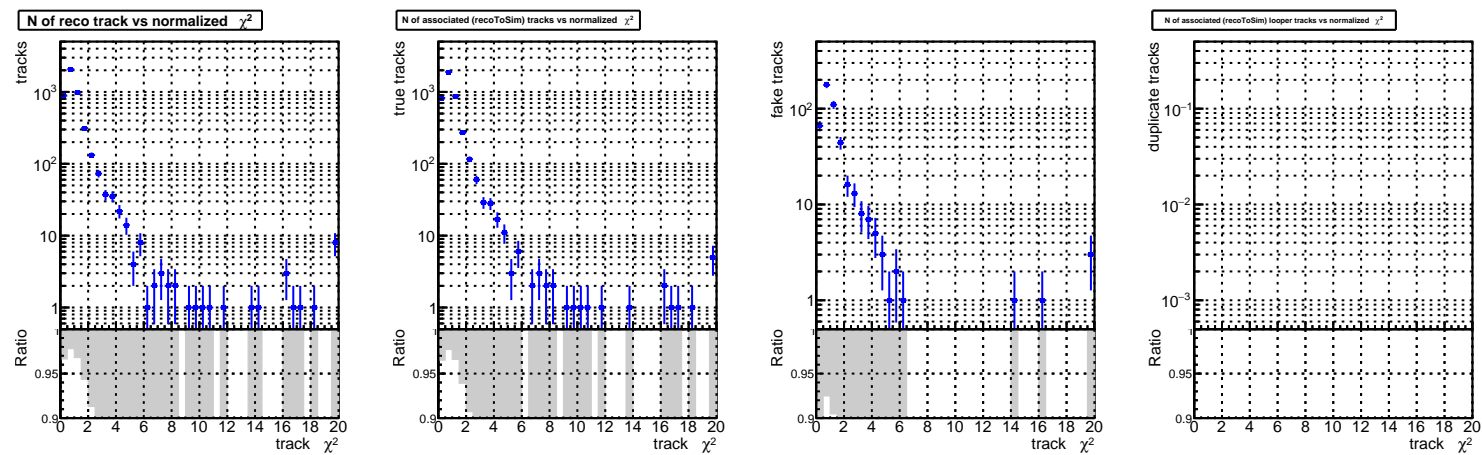 N of reco track vs normalized χ²
tracks
10³
10²
10
1
Ratio
1
0.95
0.9
0 2 4 6 8 10 12 14 16 18 20
track χ²
N of associated (recoToSim) tracks vs normalized χ²
true tracks
10³
10²
10
1
Ratio
1
0.95
0.9
0 2 4 6 8 10 12 14 16 18 20
track χ²
fake tracks
10²
10
1
Ratio
1
0.95
0.9
0 2 4 6 8 10 12 14 16 18 20
track χ²
N of associated (recoToSim) looper tracks vs normalized χ²
duplicate tracks
10⁻¹
10⁻²
10⁻³
Ratio
1
0.95
0.9
0 2 4 6 8 10 12 14 16 18 20
track χ²